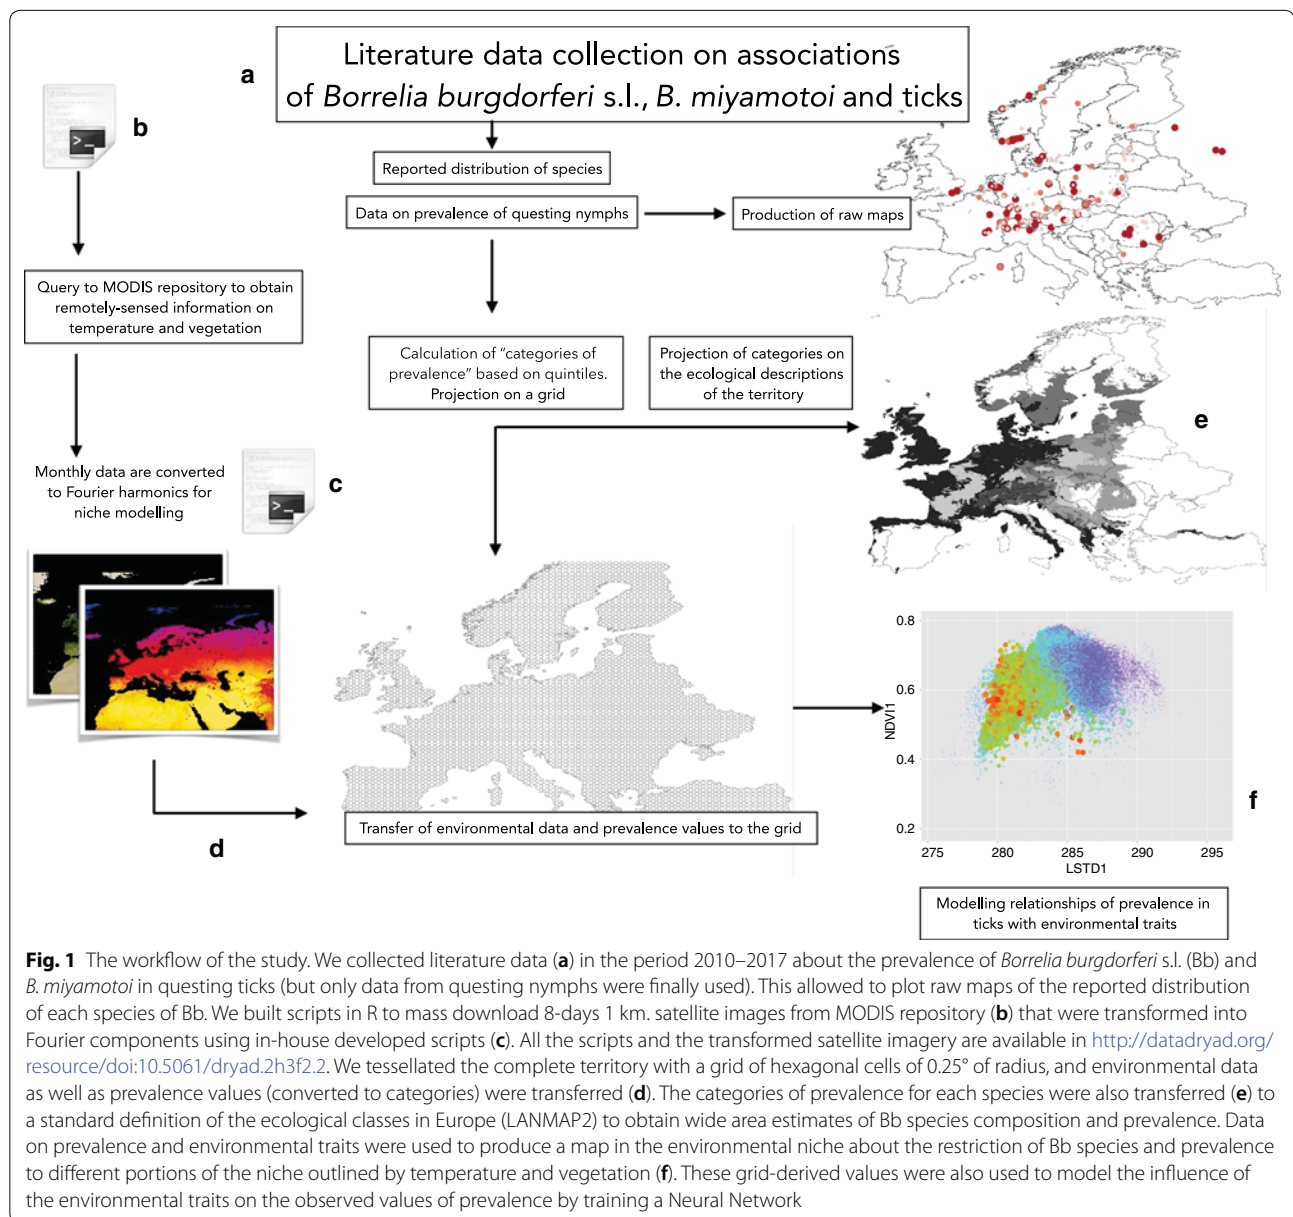 a
Literature data collection on associations
of Borrelia burgdorferi s.l., B. miyamotoi and ticks
b
>_
Reported distribution of species
Data on prevalence of questing nymphs
Production of raw maps
Query to MODIS repository to obtain
remotely-sensed information on
temperature and vegetation
Calculation of “categories of
prevalence” based on quintiles.
Projection on a grid
Projection of categories on
the ecological descriptions
of the territory
e
Monthly data are converted
to Fourier harmonics for
niche modelling
>_
c
d
Transfer of environmental data and prevalence values to the grid
0.8
0.6
0.4
0.2
NDVI1
275 280 285 290 295
LSTD1
f
Modelling relationships of prevalence in
ticks with environmental traits
Fig. 1 The workflow of the study. We collected literature data (a) in the period 2010–2017 about the prevalence of Borrelia burgdorferi s.l. (Bb) and
B. miyamotoi in questing ticks (but only data from questing nymphs were finally used). This allowed to plot raw maps of the reported distribution
of each species of Bb. We built scripts in R to mass download 8-days 1 km. satellite images from MODIS repository (b) that were transformed into
Fourier components using in-house developed scripts (c). All the scripts and the transformed satellite imagery are available in http://datadryad.org/
resource/doi:10.5061/dryad.2h3f2.2. We tessellated the complete territory with a grid of hexagonal cells of 0.25° of radius, and environmental data
as well as prevalence values (converted to categories) were transferred (d). The categories of prevalence for each species were also transferred (e) to
a standard definition of the ecological classes in Europe (LANMAP2) to obtain wide area estimates of Bb species composition and prevalence. Data
on prevalence and environmental traits were used to produce a map in the environmental niche about the restriction of Bb species and prevalence
to different portions of the niche outlined by temperature and vegetation (f). These grid-derived values were also used to model the influence of
the environmental traits on the observed values of prevalence by training a Neural Network